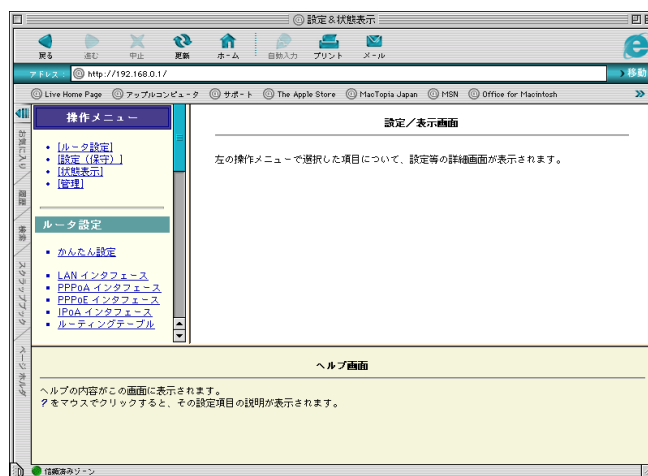 設定&状態表示
戻る 進む 中止 更新 ホーム 自動入力 プリント メール
アドレス: http://192.168.0.1/ 移動
Live Home Page アップルコンピュータ サポート The Apple Store MacTopia Japan MSN Office for Macintosh
お気に入り
履歴
検索
スクラップブック
ページ ホルダ
操作メニュー
[ルータ設定]
[設定(保守)]
[状態表示]
[管理]
ルータ設定
かんたん設定
LAN インタフェース
PPPoA インタフェース
PPPoE インタフェース
IPoA インタフェース
ルーティングテーブル
設定/表示画面
左の操作メニューで選択した項目について、設定等の詳細画面が表示されます。
ヘルプ画面
ヘルプの内容がこの画面に表示されます。
?をマウスでクリックすると、その設定項目の説明が表示されます。
信頼済みゾーン